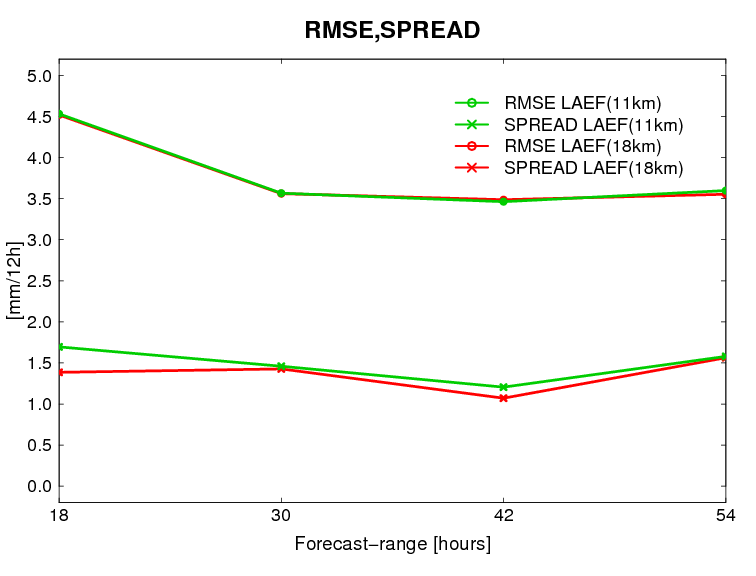 RMSE,SPREAD
5.0
4.5
4.0
3.5
3.0
2.5
2.0
1.5
1.0
0.5
0.0
[mm/12h]
RMSE LAEF(11km)
SPREAD LAEF(11km)
RMSE LAEF(18km)
SPREAD LAEF(18km)
18 30 42 54
Forecast−range [hours]